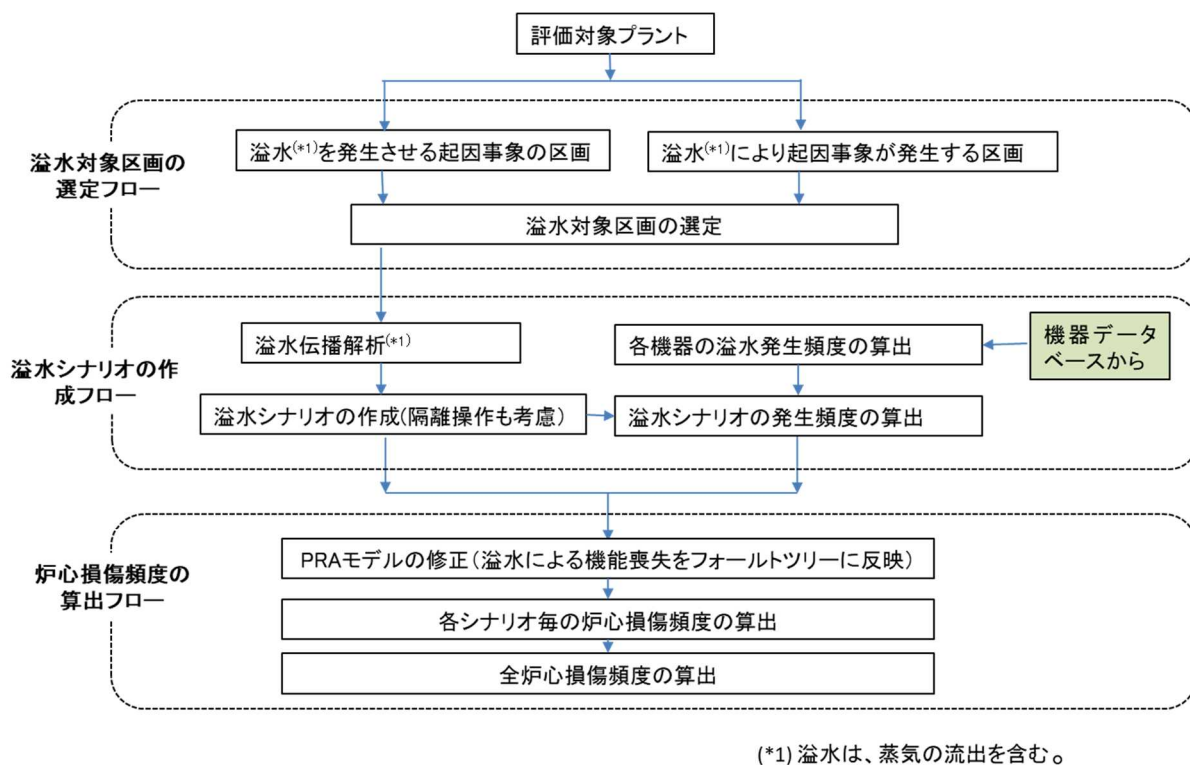 評価対象プラント
溢水対象区画の
選定フロー
溢水(*1)を発生させる起因事象の区画
溢水(*1)により起因事象が発生する区画
溢水対象区画の選定
溢水シナリオの作
成フロー
溢水伝播解析(*1)
各機器の溢水発生頻度の算出
機器データ
ベースから
溢水シナリオの作成(隔離操作も考慮)
溢水シナリオの発生頻度の算出
炉心損傷頻度の
算出フロー
PRAモデルの修正(溢水による機能喪失をフォールトツリーに反映)
各シナリオ毎の炉心損傷頻度の算出
全炉心損傷頻度の算出
(*1) 溢水は、蒸気の流出を含む。